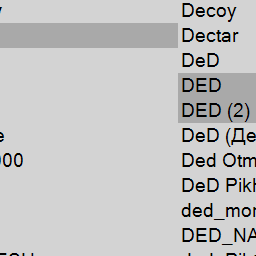 Decoy
Dectar
DeD
DED
DED (2)
DeD (Де
000
Ded Otm
DeD Pikh
ded_mor
DED_NA